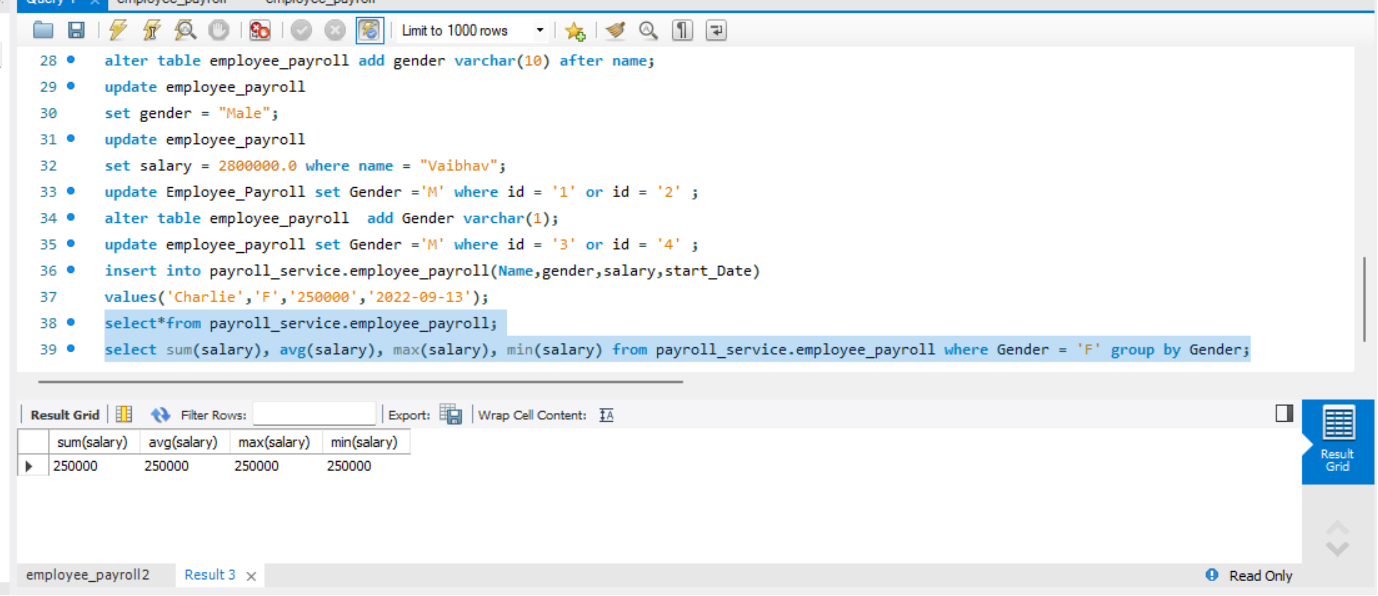 Query 1 employee_payroll employee_payroll
Limit to 1000 rows
28 alter table employee_payroll add gender varchar(10) after name;
29 update employee_payroll
30 set gender = "Male";
31 update employee_payroll
32 set salary = 2800000.0 where name = "Vaibhav";
33 update Employee_Payroll set Gender ='M' where id = '1' or id = '2' ;
34 alter table employee_payroll  add Gender varchar(1);
35 update employee_payroll set Gender ='M' where id = '3' or id = '4' ;
36 insert into payroll_service.employee_payroll(Name,gender,salary,start_Date)
37 values('Charlie','F','250000','2022-09-13');
38 select*from payroll_service.employee_payroll;
39 select sum(salary), avg(salary), max(salary), min(salary) from payroll_service.employee_payroll where Gender = 'F' group by Gender;
Result Grid Filter Rows: Export: Wrap Cell Content: IA
sum(salary) avg(salary) max(salary) min(salary)
250000 250000 250000 250000
Result
Grid
employee_payroll2 Result 3 Read Only